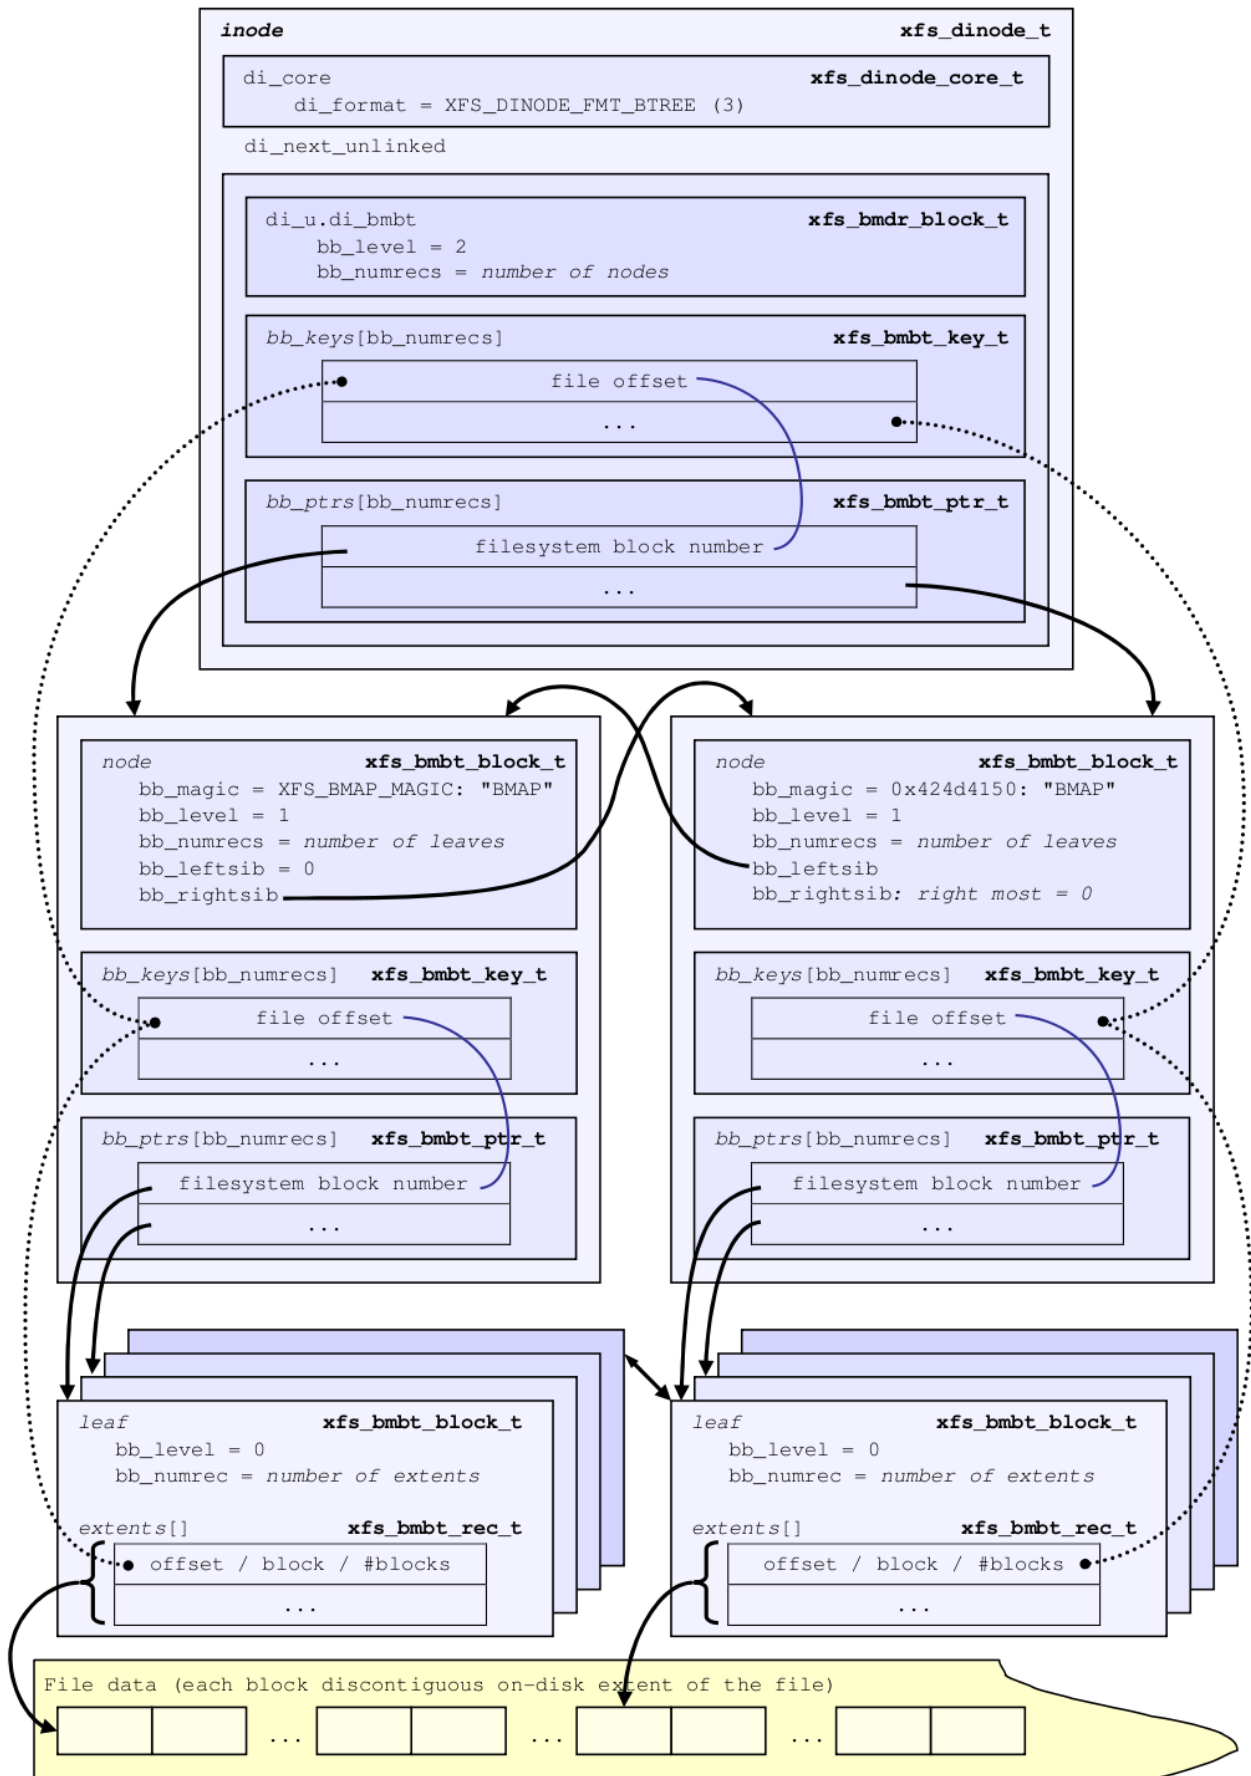 inode xfs_dinode_t
di_core xfs_dinode_core_t
di_format = XFS_DINODE_FMT_BTREE (3)
di_next_unlinked
di_u.di_bmbt xfs_bmdr_block_t
bb_level = 2
bb_numrecs = number of nodes
bb_keys[bb_numrecs] xfs_bmbt_key_t
file offset
...
bb_ptrs[bb_numrecs] xfs_bmbt_ptr_t
filesystem block number
...
node xfs_bmbt_block_t
bb_magic = XFS_BMAP_MAGIC: "BMAP"
bb_level = 1
bb_numrecs = number of leaves
bb_leftsib = 0
bb_rightsib
bb_keys[bb_numrecs] xfs_bmbt_key_t
file offset
...
bb_ptrs[bb_numrecs] xfs_bmbt_ptr_t
filesystem block number
...
node xfs_bmbt_block_t
bb_magic = 0x424d4150: "BMAP"
bb_level = 1
bb_numrecs = number of leaves
bb_leftsib
bb_rightsib: right most = 0
bb_keys[bb_numrecs] xfs_bmbt_key_t
file offset
...
bb_ptrs[bb_numrecs] xfs_bmbt_ptr_t
filesystem block number
...
leaf xfs_bmbt_block_t
bb_level = 0
bb_numrec = number of extents
extents[] xfs_bmbt_rec_t
offset / block / #blocks
...
leaf xfs_bmbt_block_t
bb_level = 0
bb_numrec = number of extents
extents[] xfs_bmbt_rec_t
offset / block / #blocks
...
File data (each block discontiguous on-disk extent of the file)
... ... ...